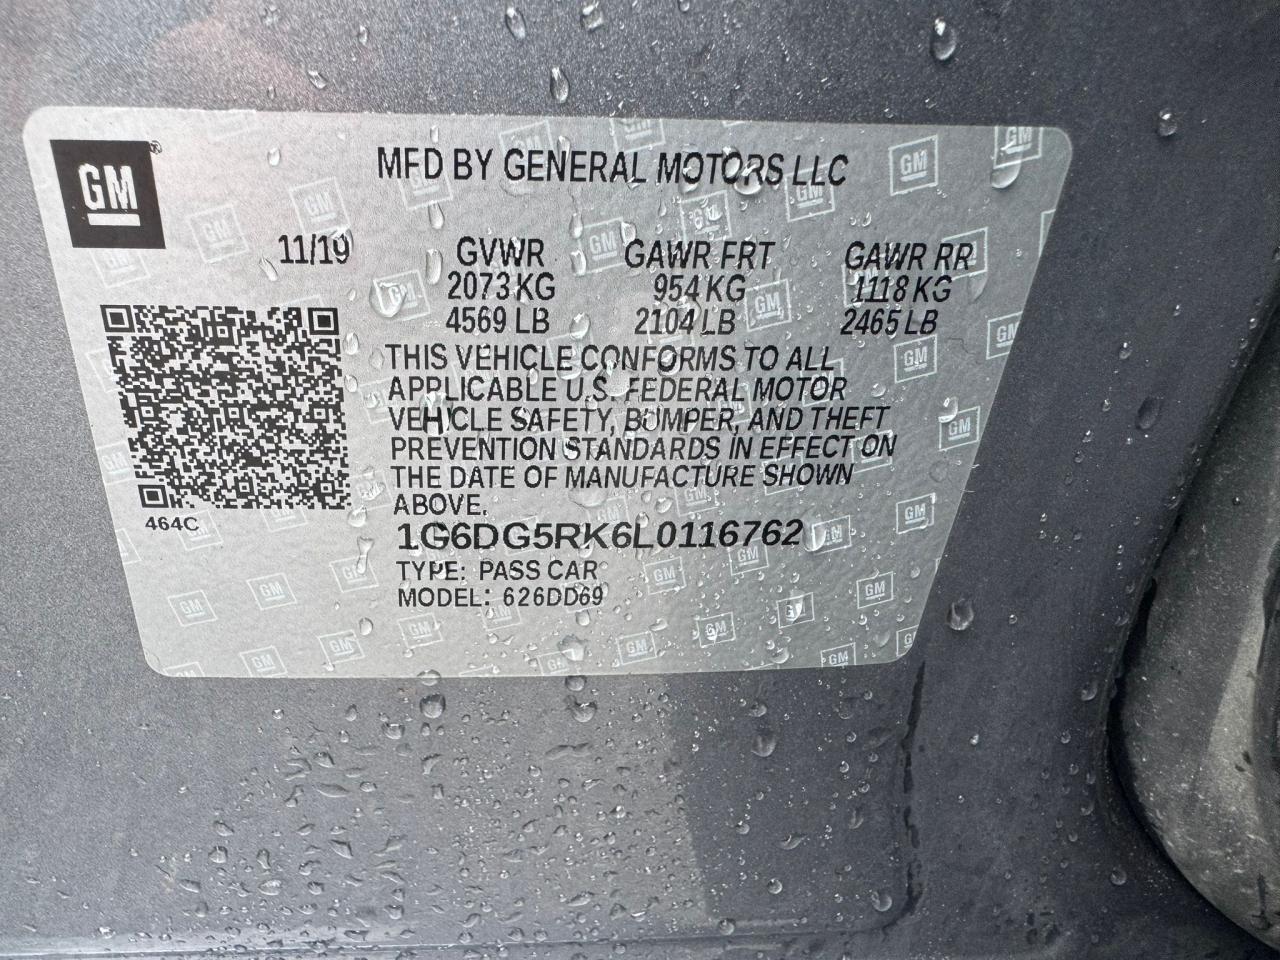 GM
MFD BY GENERAL MOTORS LLC
11/19 GVWR GAWR FRT GAWR RR
2073 KG 954 KG 1118 KG
4569 LB 2104 LB 2465 LB
THIS VEHICLE CONFORMS TO ALL
APPLICABLE U.S. FEDERAL MOTOR
VEHICLE SAFETY, BUMPER, AND THEFT
PREVENTION STANDARDS IN EFFECT ON
THE DATE OF MANUFACTURE SHOWN
ABOVE.
464C
1G6DG5RK6L0116762
TYPE: PASS CAR
MODEL: 626DD69